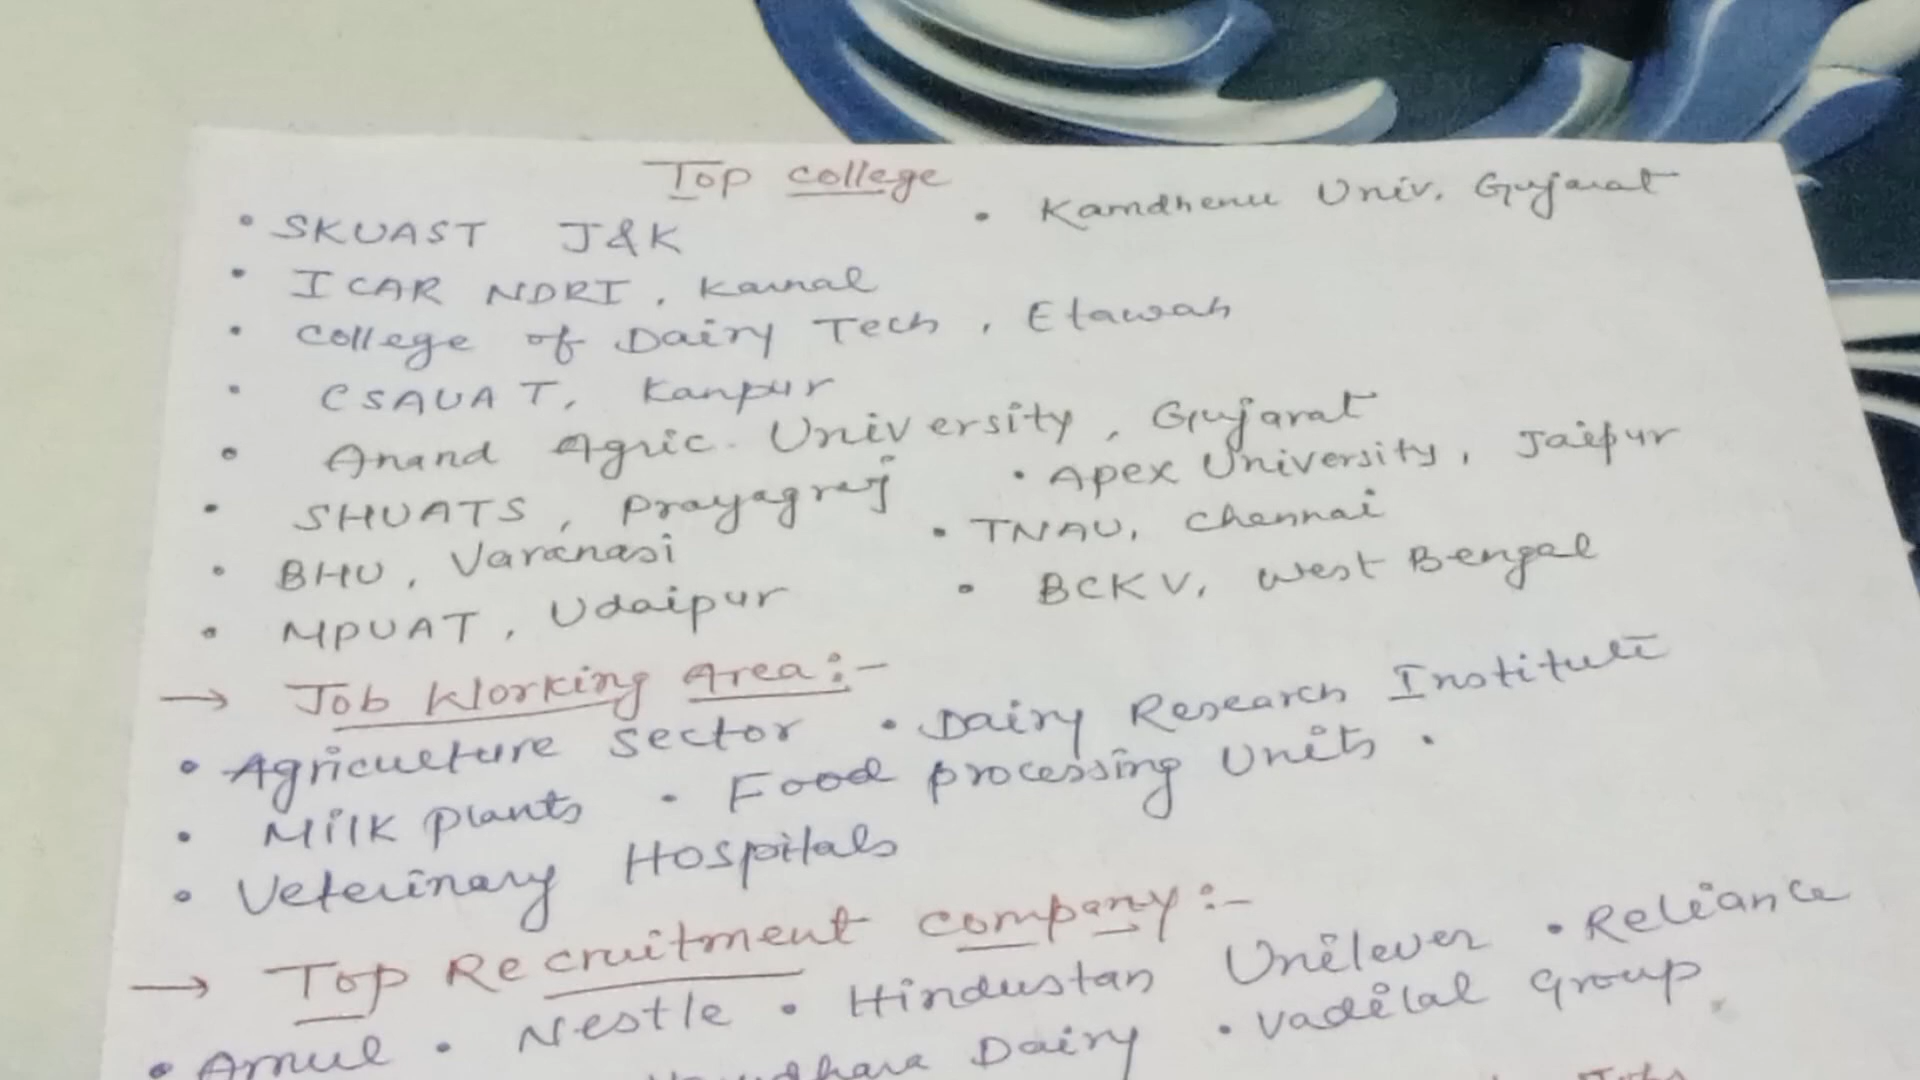 Top college
• SKUAST J&K • Kamdhenu Univ. Gujarat
• ICAR NDRI, Karnal
• College of Dairy Tech, Etawah
• CSAUAT, Kanpur
• Anand Agric. University, Gujarat
• SHUATS, Prayagraj • Apex University, Jaipur
• BHU, Varanasi • TNAU, Chennai
• MPUAT, Udaipur • BCKV, West Bengal
→ Job Working Area:-
• Agriculture Sector • Dairy Research Institute
• Milk plants • Food processing Units •
• Veterinary Hospitals
→ Top Recruitment company:-
• Amul • Nestle • Hindustan Unilever • Reliance
Dairy • Vadilal Group